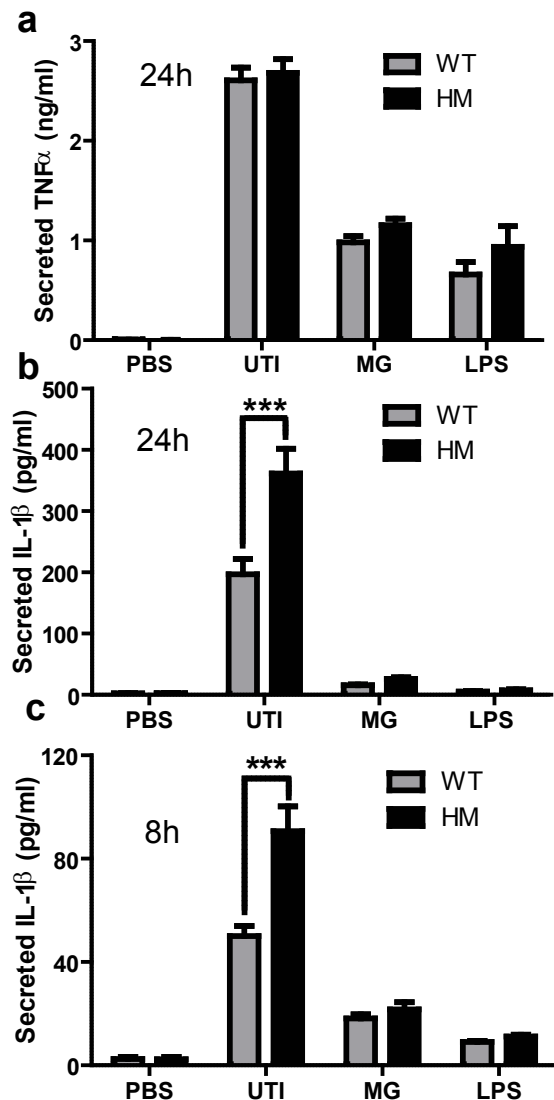 a
3
2
1
0
Secreted TNFα (ng/ml)
24h
WT
HM
PBS UTI MG LPS
b
500
400
300
200
100
0
Secreted IL-1β (pg/ml)
24h
***
WT
HM
PBS UTI MG LPS
c
120
80
40
0
Secreted IL-1β (pg/ml)
8h
***
WT
HM
PBS UTI MG LPS